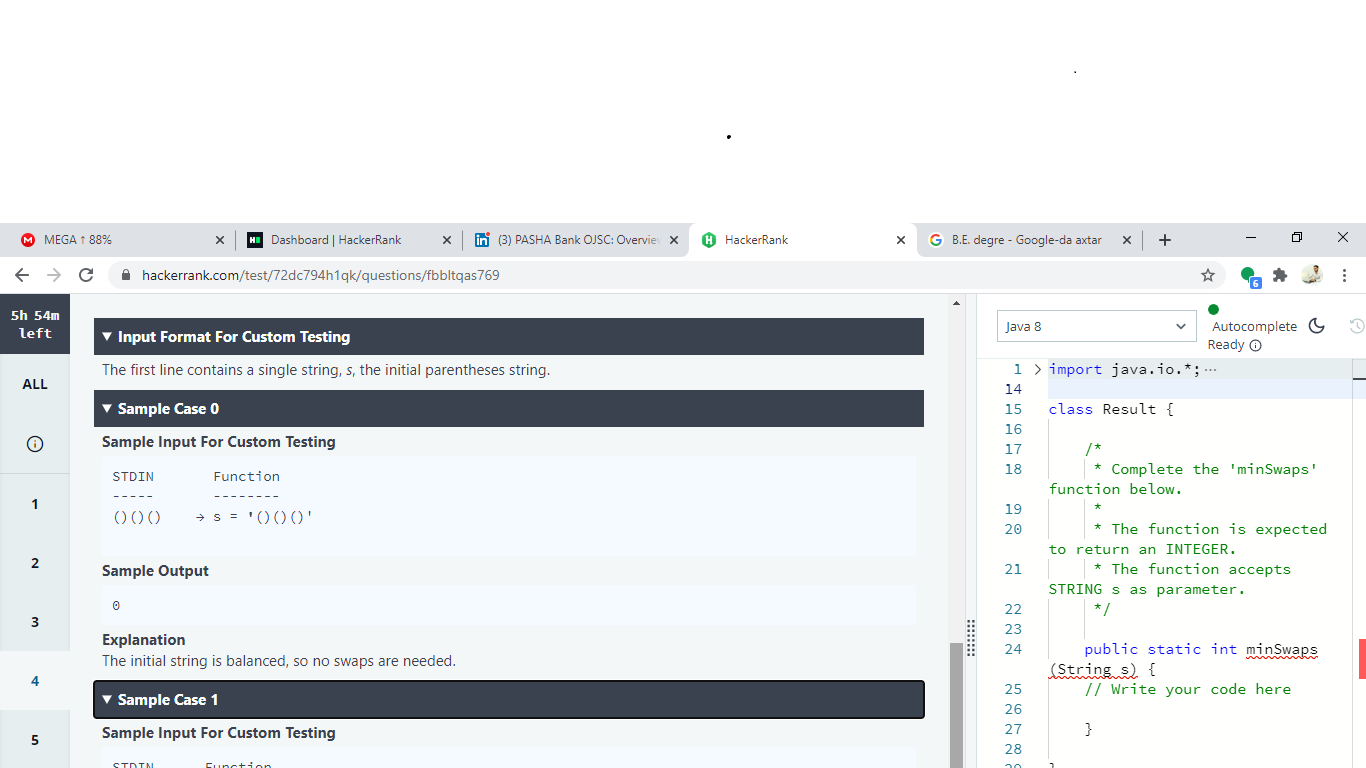 MEGA ↑ 88%
Dashboard | HackerRank
(3) PASHA Bank OJSC: Overvie
HackerRank
B.E. degre - Google-da axtar
hackerrank.com/test/72dc794h1qk/questions/fbbltqas769
6
5h 54m
left
ALL
1
2
3
4
5
▼ Input Format For Custom Testing
The first line contains a single string, s, the initial parentheses string.
▼ Sample Case 0
Sample Input For Custom Testing
STDIN Function
----- --------
()()() → s = '()()()'
Sample Output
0
Explanation
The initial string is balanced, so no swaps are needed.
▼ Sample Case 1
Sample Input For Custom Testing
STDIN Function
Java 8
Autocomplete
Ready
1 import java.io.*;···
14
15 class Result {
16
17 /*
18 * Complete the 'minSwaps'
function below.
19 *
20 * The function is expected
to return an INTEGER.
21 * The function accepts
STRING s as parameter.
22 */
23
24 public static int minSwaps
(String s) {
25 // Write your code here
26
27 }
28
29 }